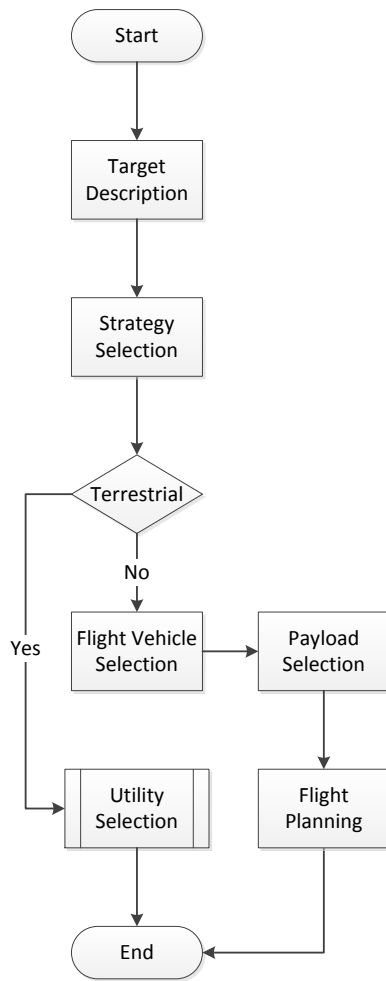 Start
Target
Description
Strategy
Selection
Terrestrial
No
Flight Vehicle
Selection
Payload
Selection
Yes
Utility
Selection
Flight
Planning
End